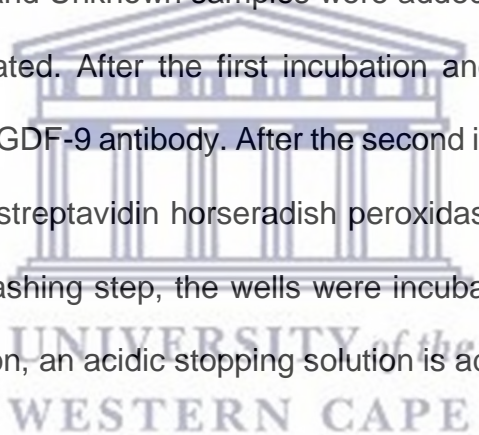 and Unknown samples were added
ated. After the first incubation and
GDF-9 antibody. After the second i
streptavidin horseradish peroxidas
ashing step, the wells were incuba
UNIVERSITY of the
on, an acidic stopping solution is ac
WESTERN CAPE